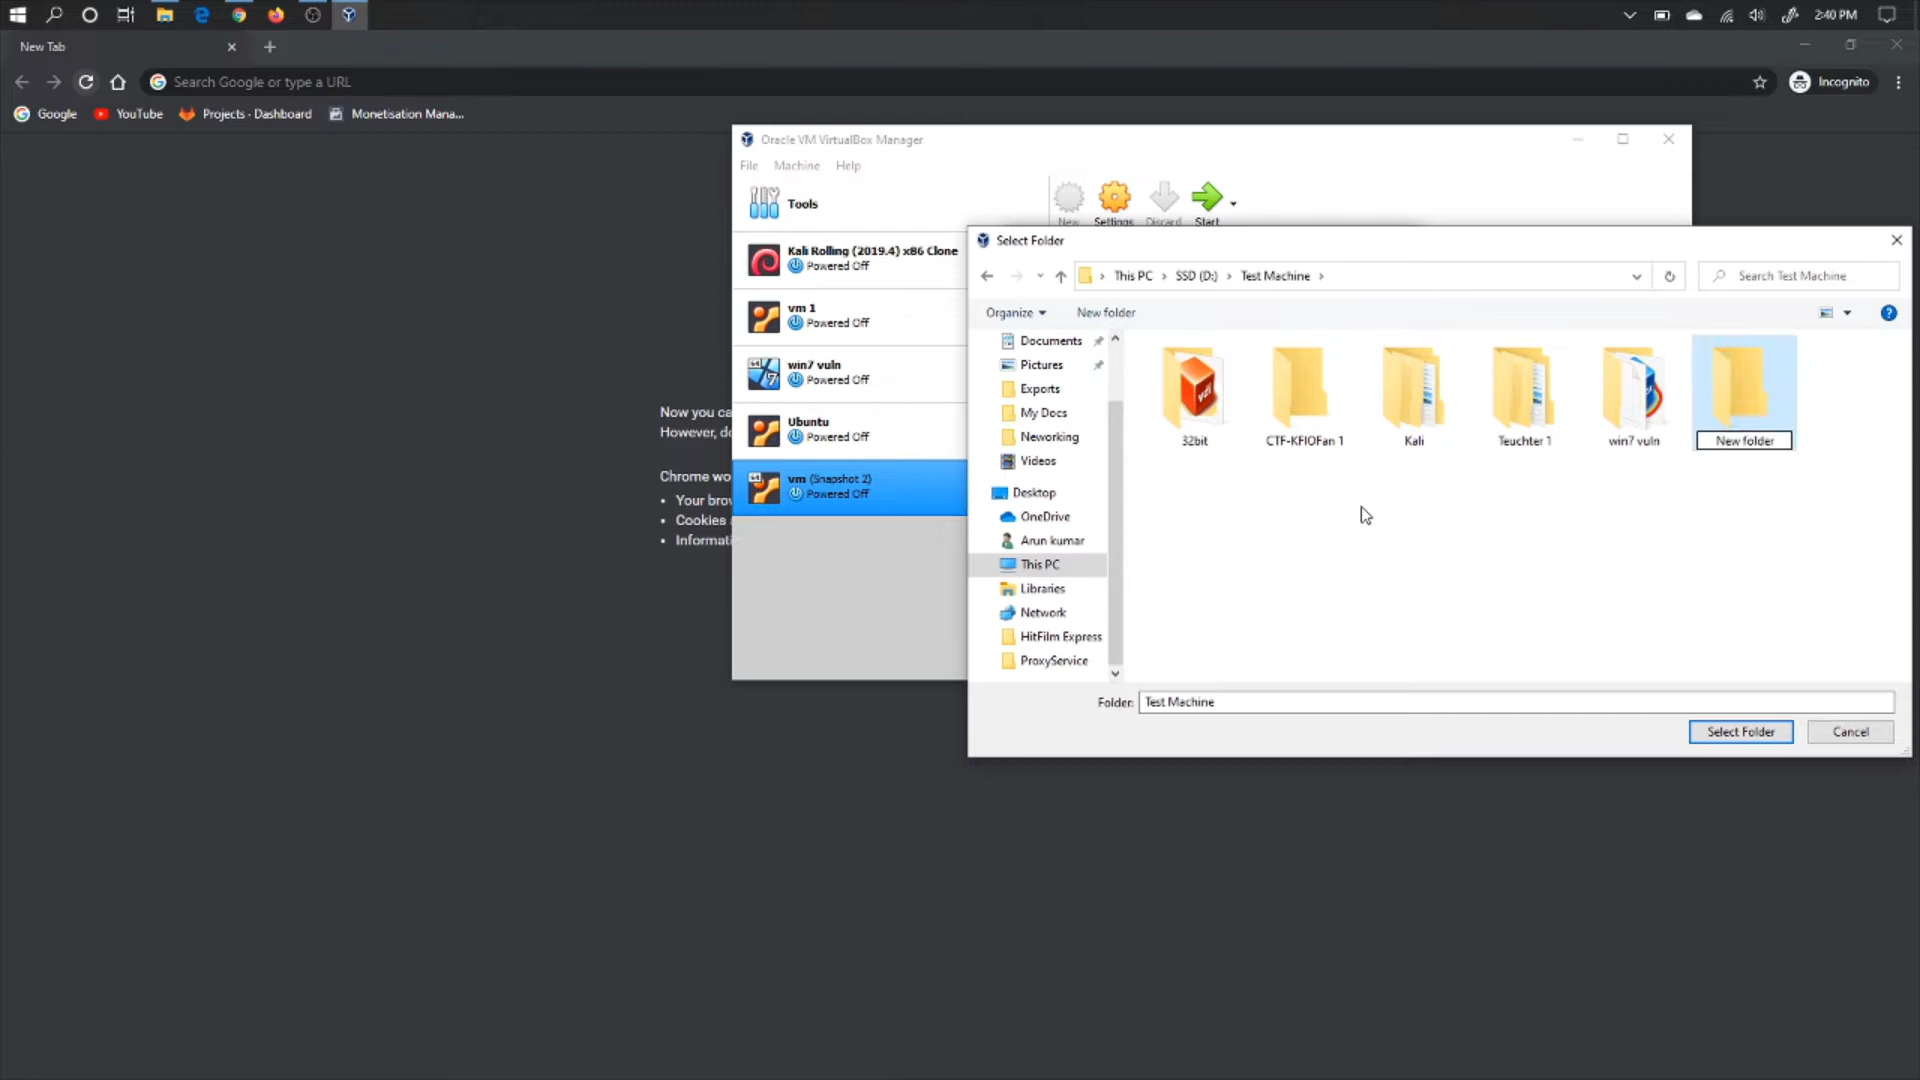 2:40 PM
New Tab
Search Google or type a URL
Incognito
Google
YouTube
Projects · Dashboard
Monetisation Mana...
Oracle VM VirtualBox Manager
File
Machine
Help
Tools
New
Settings
Discard
Start
Kali Rolling (2019.4) x86 Clone
Powered Off
vm 1
Powered Off
win7 vuln
Powered Off
Ubuntu
Powered Off
vm (Snapshot 2)
Powered Off
Now you ca
However, do
Chrome wo
Your brow
Cookies a
Informati
Select Folder
This PC
SSD (D:)
Test Machine
Search Test Machine
Organize
New folder
Documents
Pictures
Exports
My Docs
Neworking
Videos
Desktop
OneDrive
Arun kumar
This PC
Libraries
Network
HitFilm Express
ProxyService
vdi
32bit
CTF-KFIOFan 1
Kali
Teuchter 1
win7 vuln
New folder
Folder:
Test Machine
Select Folder
Cancel